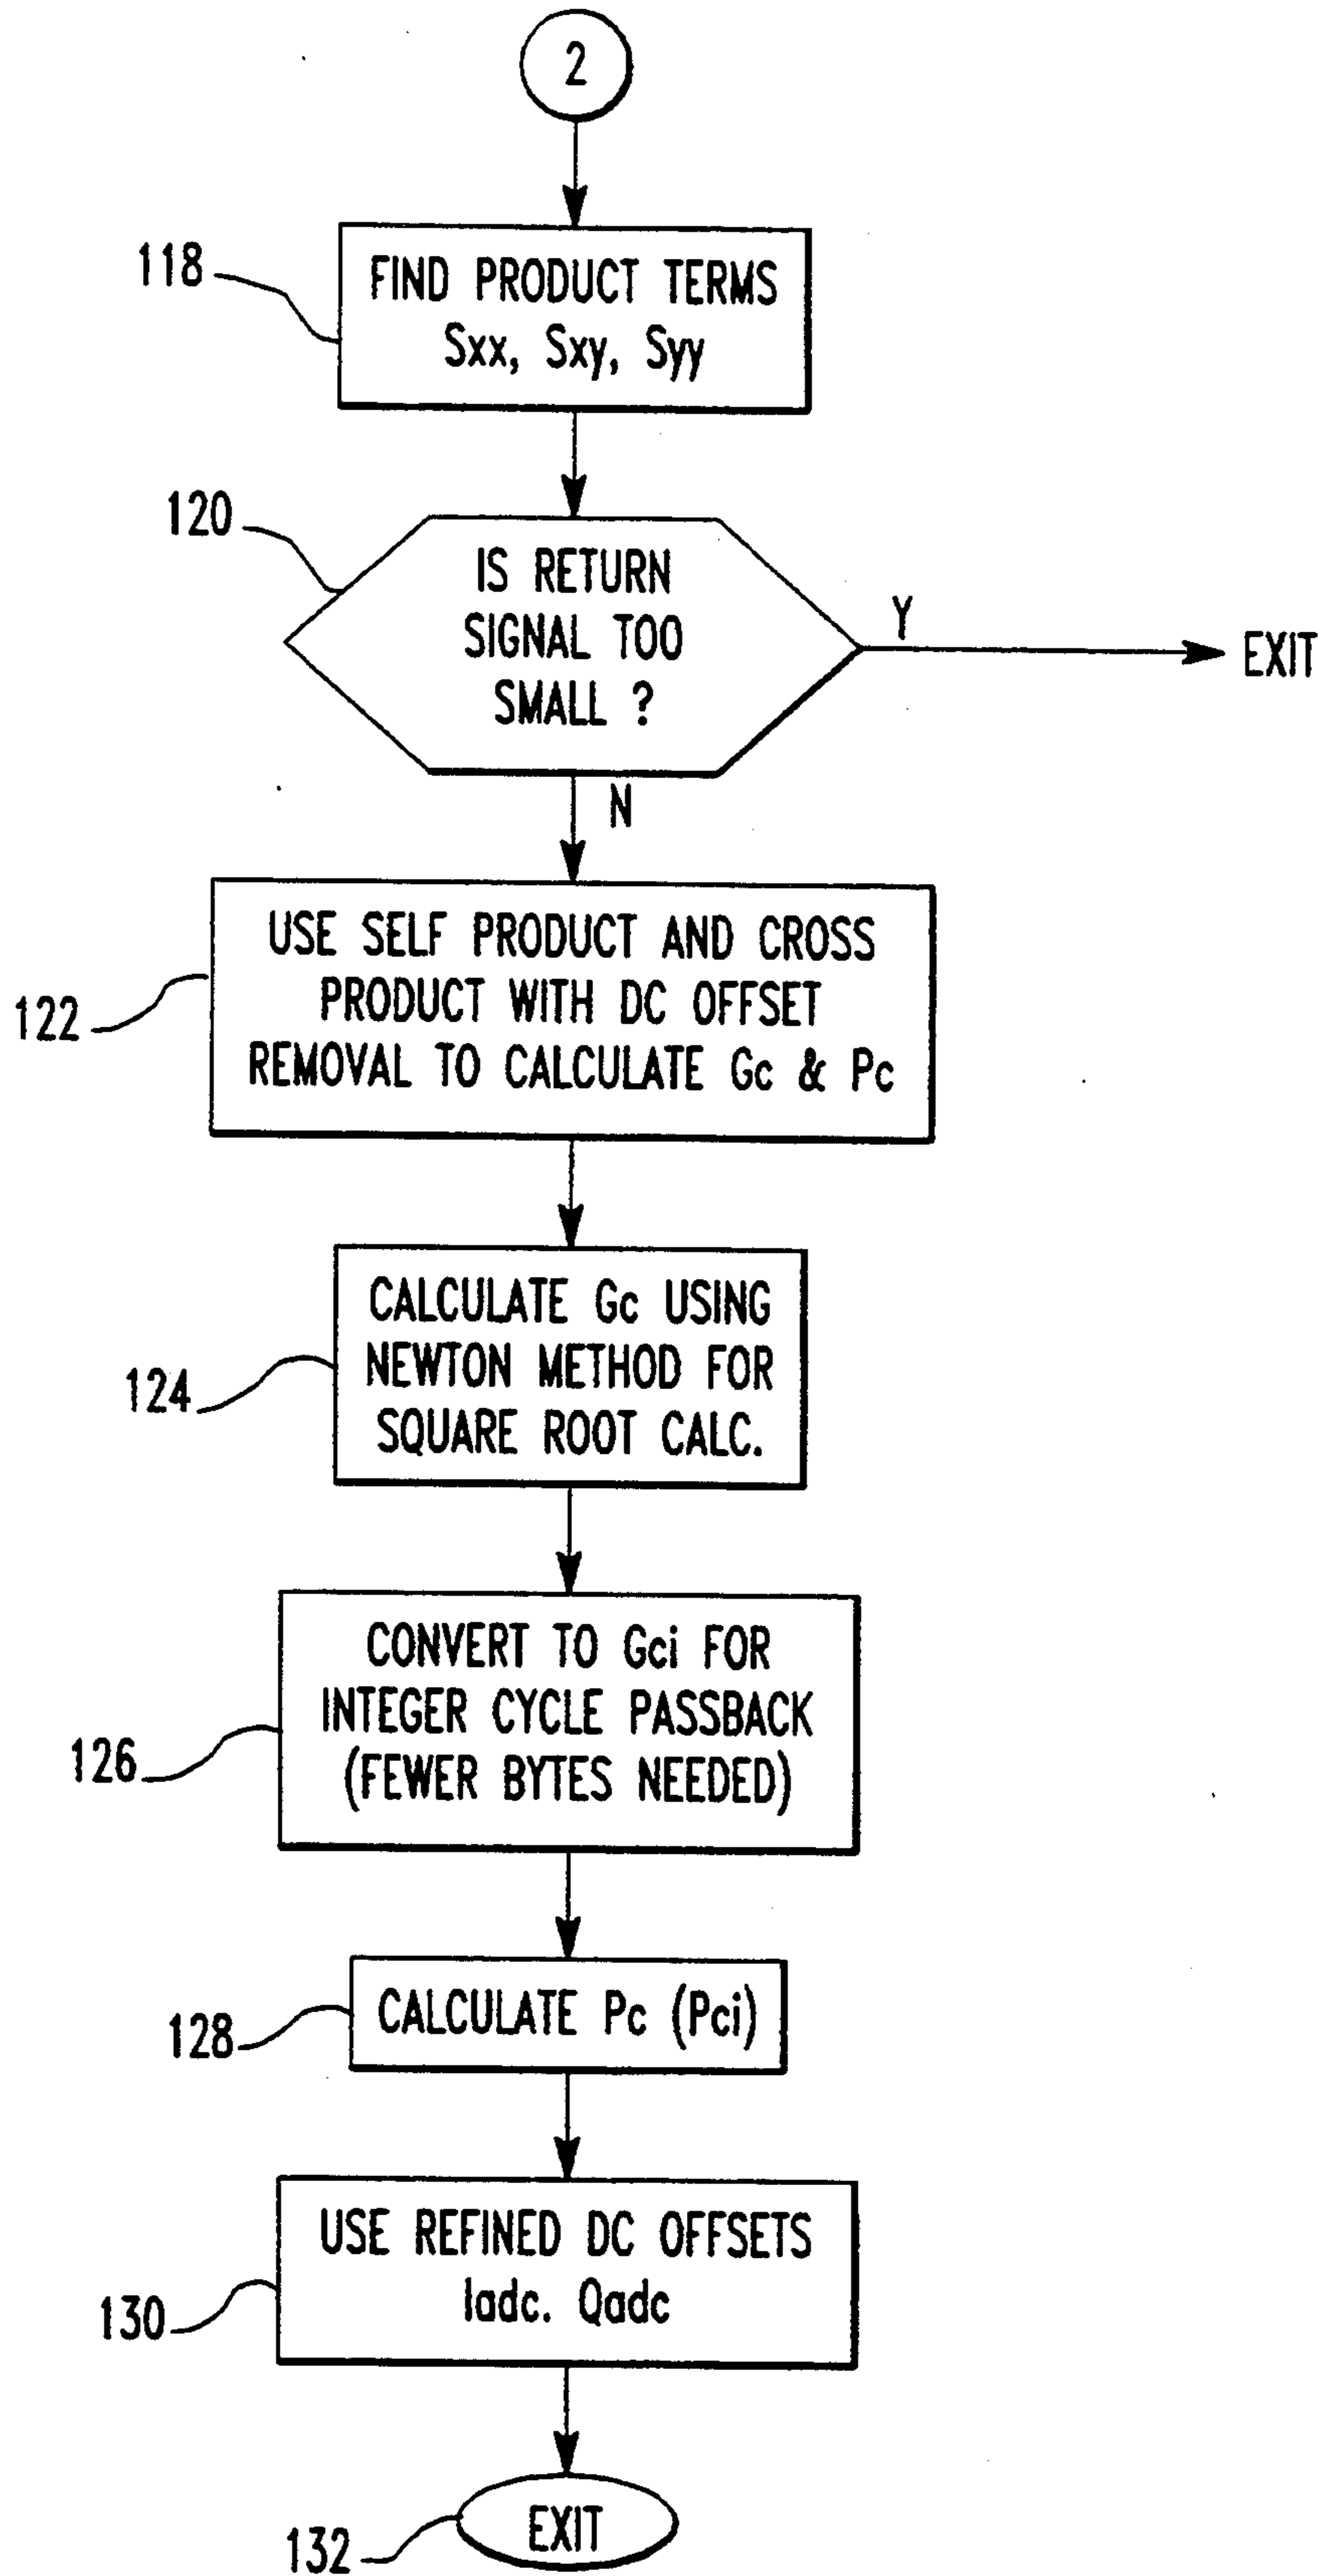 2
118
FIND PRODUCT TERMS
Sxx, Sxy, Syy
120
IS RETURN
SIGNAL TOO
SMALL ?
Y
EXIT
N
122
USE SELF PRODUCT AND CROSS
PRODUCT WITH DC OFFSET
REMOVAL TO CALCULATE Gc & Pc
124
CALCULATE Gc USING
NEWTON METHOD FOR
SQUARE ROOT CALC.
126
CONVERT TO Gci FOR
INTEGER CYCLE PASSBACK
(FEWER BYTES NEEDED)
128
CALCULATE Pc (Pci)
130
USE REFINED DC OFFSETS
Iadc. Qadc
132
EXIT